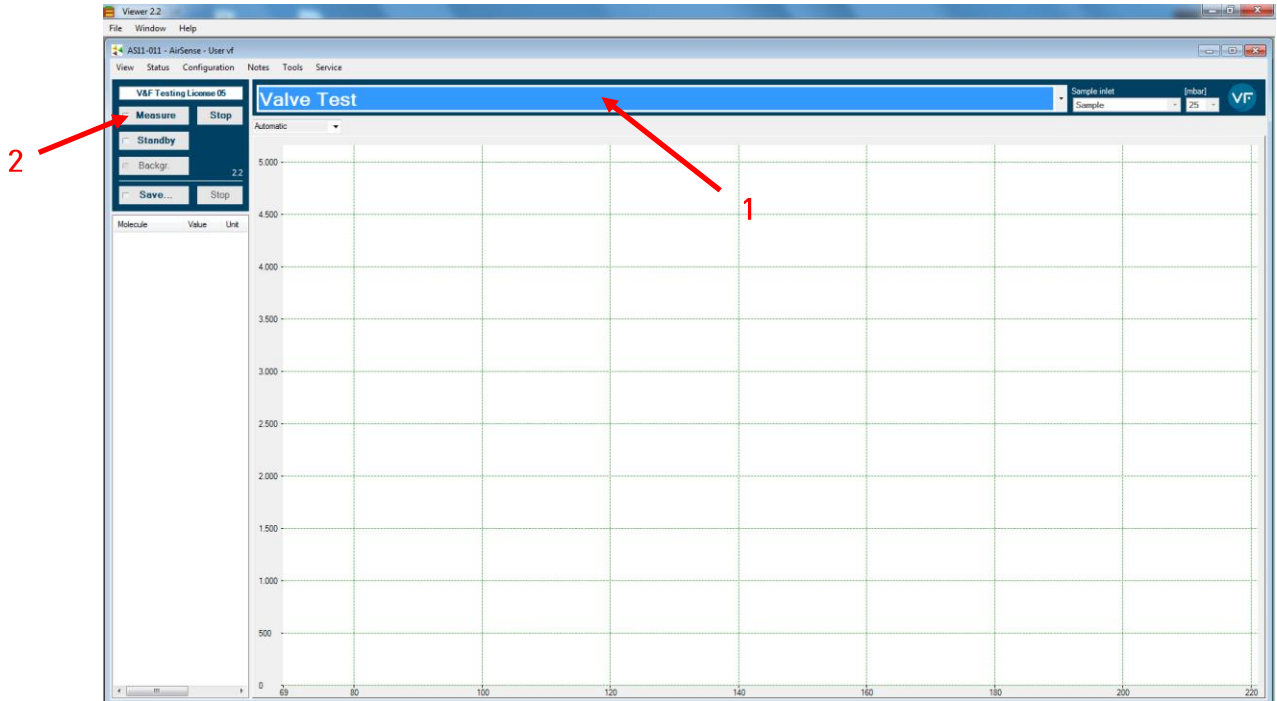 Viewer 2.2
File Window Help
AS11-011 - AirSense - User vf
View Status Configuration Notes Tools Service
V&F Testing License 05
Measure Stop
Standby
Backgr.
2.2
Save... Stop
Valve Test
Sample inlet [mbar]
Sample 25
VF
Automatic
2
1
Molecule Value Unit
5.000
4.500
4.000
3.500
3.000
2.500
2.000
1.500
1.000
500
0
69 80 100 120 140 160 180 200 220